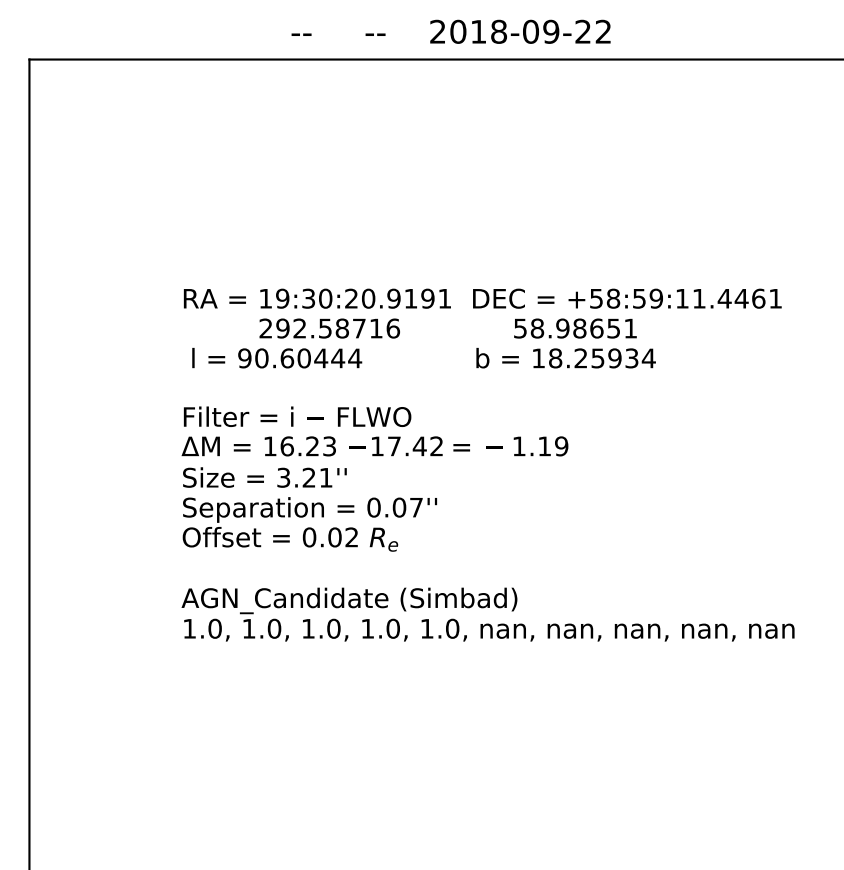 -- -- 2018-09-22
RA = 19:30:20.9191 DEC = +58:59:11.4461
292.58716 58.98651
l = 90.60444 b = 18.25934
Filter = i − FLWO
ΔM = 16.23 −17.42 = − 1.19
Size = 3.21''
Separation = 0.07''
Offset = 0.02 Rₑ
AGN_Candidate (Simbad)
1.0, 1.0, 1.0, 1.0, 1.0, nan, nan, nan, nan, nan